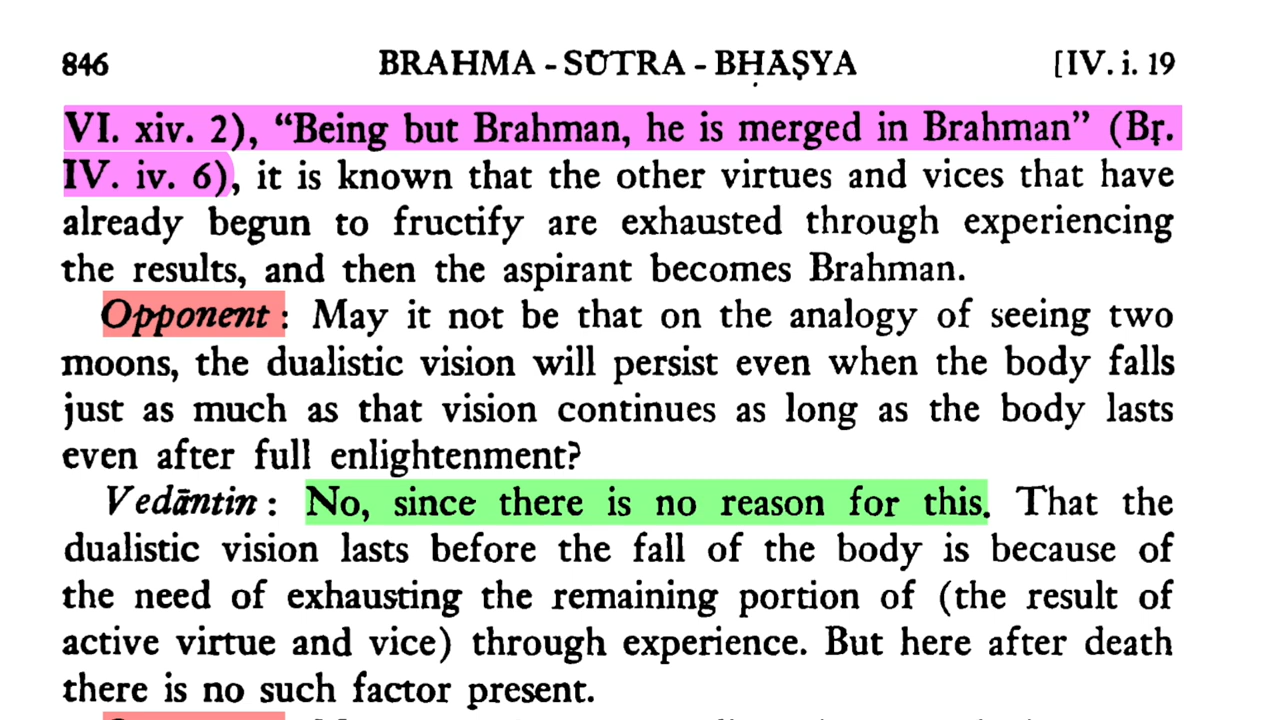 846 BRAHMA - SŪTRA - BHĀṢYA [IV. i. 19
VI. xiv. 2), “Being but Brahman, he is merged in Brahman” (Bṛ.
IV. iv. 6), it is known that the other virtues and vices that have
already begun to fructify are exhausted through experiencing
the results, and then the aspirant becomes Brahman.
Opponent : May it not be that on the analogy of seeing two
moons, the dualistic vision will persist even when the body falls
just as much as that vision continues as long as the body lasts
even after full enlightenment?
Vedāntin : No, since there is no reason for this. That the
dualistic vision lasts before the fall of the body is because of
the need of exhausting the remaining portion of (the result of
active virtue and vice) through experience. But here after death
there is no such factor present.